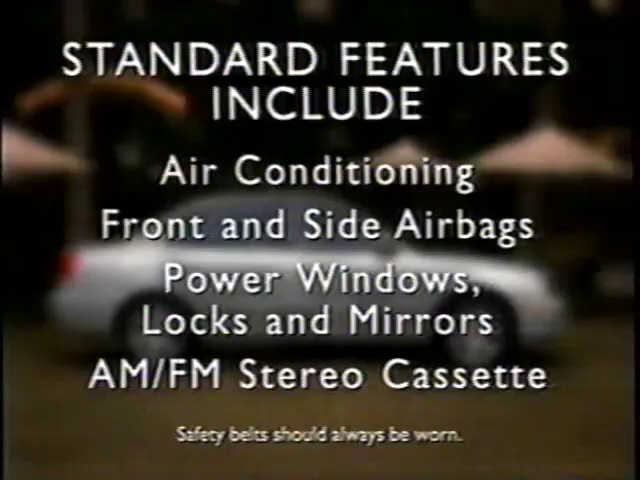 STANDARD FEATURES
INCLUDE
Air Conditioning
Front and Side Airbags
Power Windows,
Locks and Mirrors
AM/FM Stereo Cassette
Safety belts should always be worn.